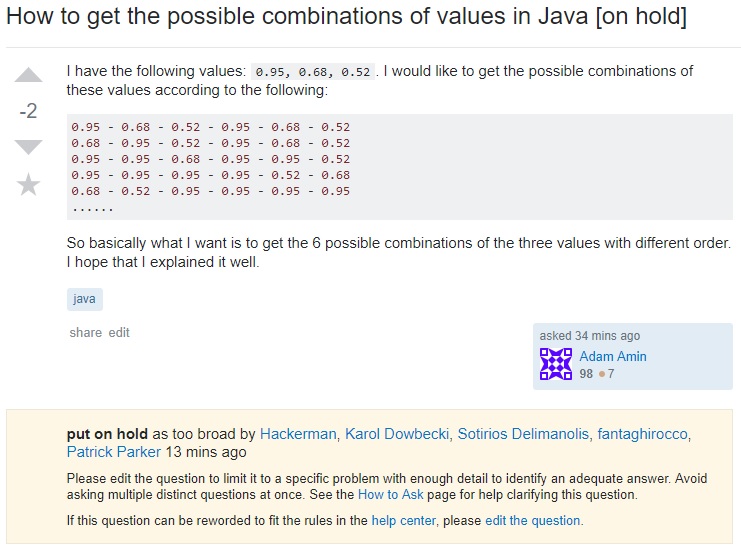 How to get the possible combinations of values in Java [on hold]
I have the following values: 0.95, 0.68, 0.52 . I would like to get the possible combinations of
these values according to the following:
-2
0.95 - 0.68 - 0.52 - 0.95 - 0.68 - 0.52
0.68 - 0.95 - 0.52 - 0.95 - 0.68 - 0.52
0.95 - 0.95 - 0.68 - 0.95 - 0.95 - 0.52
0.95 - 0.95 - 0.95 - 0.95 - 0.52 - 0.68
0.68 - 0.52 - 0.95 - 0.95 - 0.95 - 0.95
......
So basically what I want is to get the 6 possible combinations of the three values with different order.
I hope that I explained it well.
java
share edit
asked 34 mins ago
Adam Amin
98 ●7
put on hold as too broad by Hackerman, Karol Dowbecki, Sotirios Delimanolis, fantaghirocco,
Patrick Parker 13 mins ago
Please edit the question to limit it to a specific problem with enough detail to identify an adequate answer. Avoid
asking multiple distinct questions at once. See the How to Ask page for help clarifying this question.
If this question can be reworded to fit the rules in the help center, please edit the question.